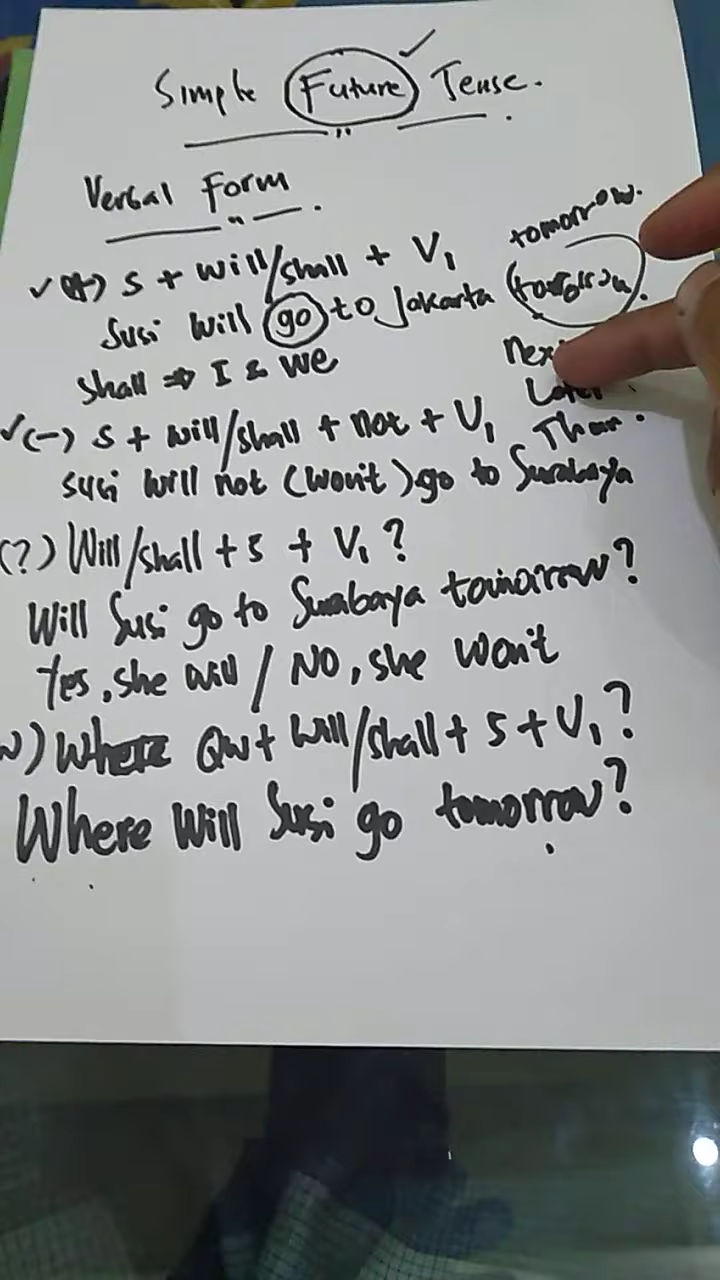 Simple Future Tense.
Verbal Form
tomorrow.
(+) S + will/shall + V1
Susi will go to Jakarta (tomorrow).
Shall ⇒ I & We
Next
Later
(-) S + will/shall + not + V1
Then.
Susi will not (won't) go to Surabaya
(?) Will/shall + S + V1?
Will Susi go to Surabaya tomorrow?
Yes, she will / NO, she won't
W) Where Qw + will/shall + S + V1?
Where Will Susi go tomorrow?